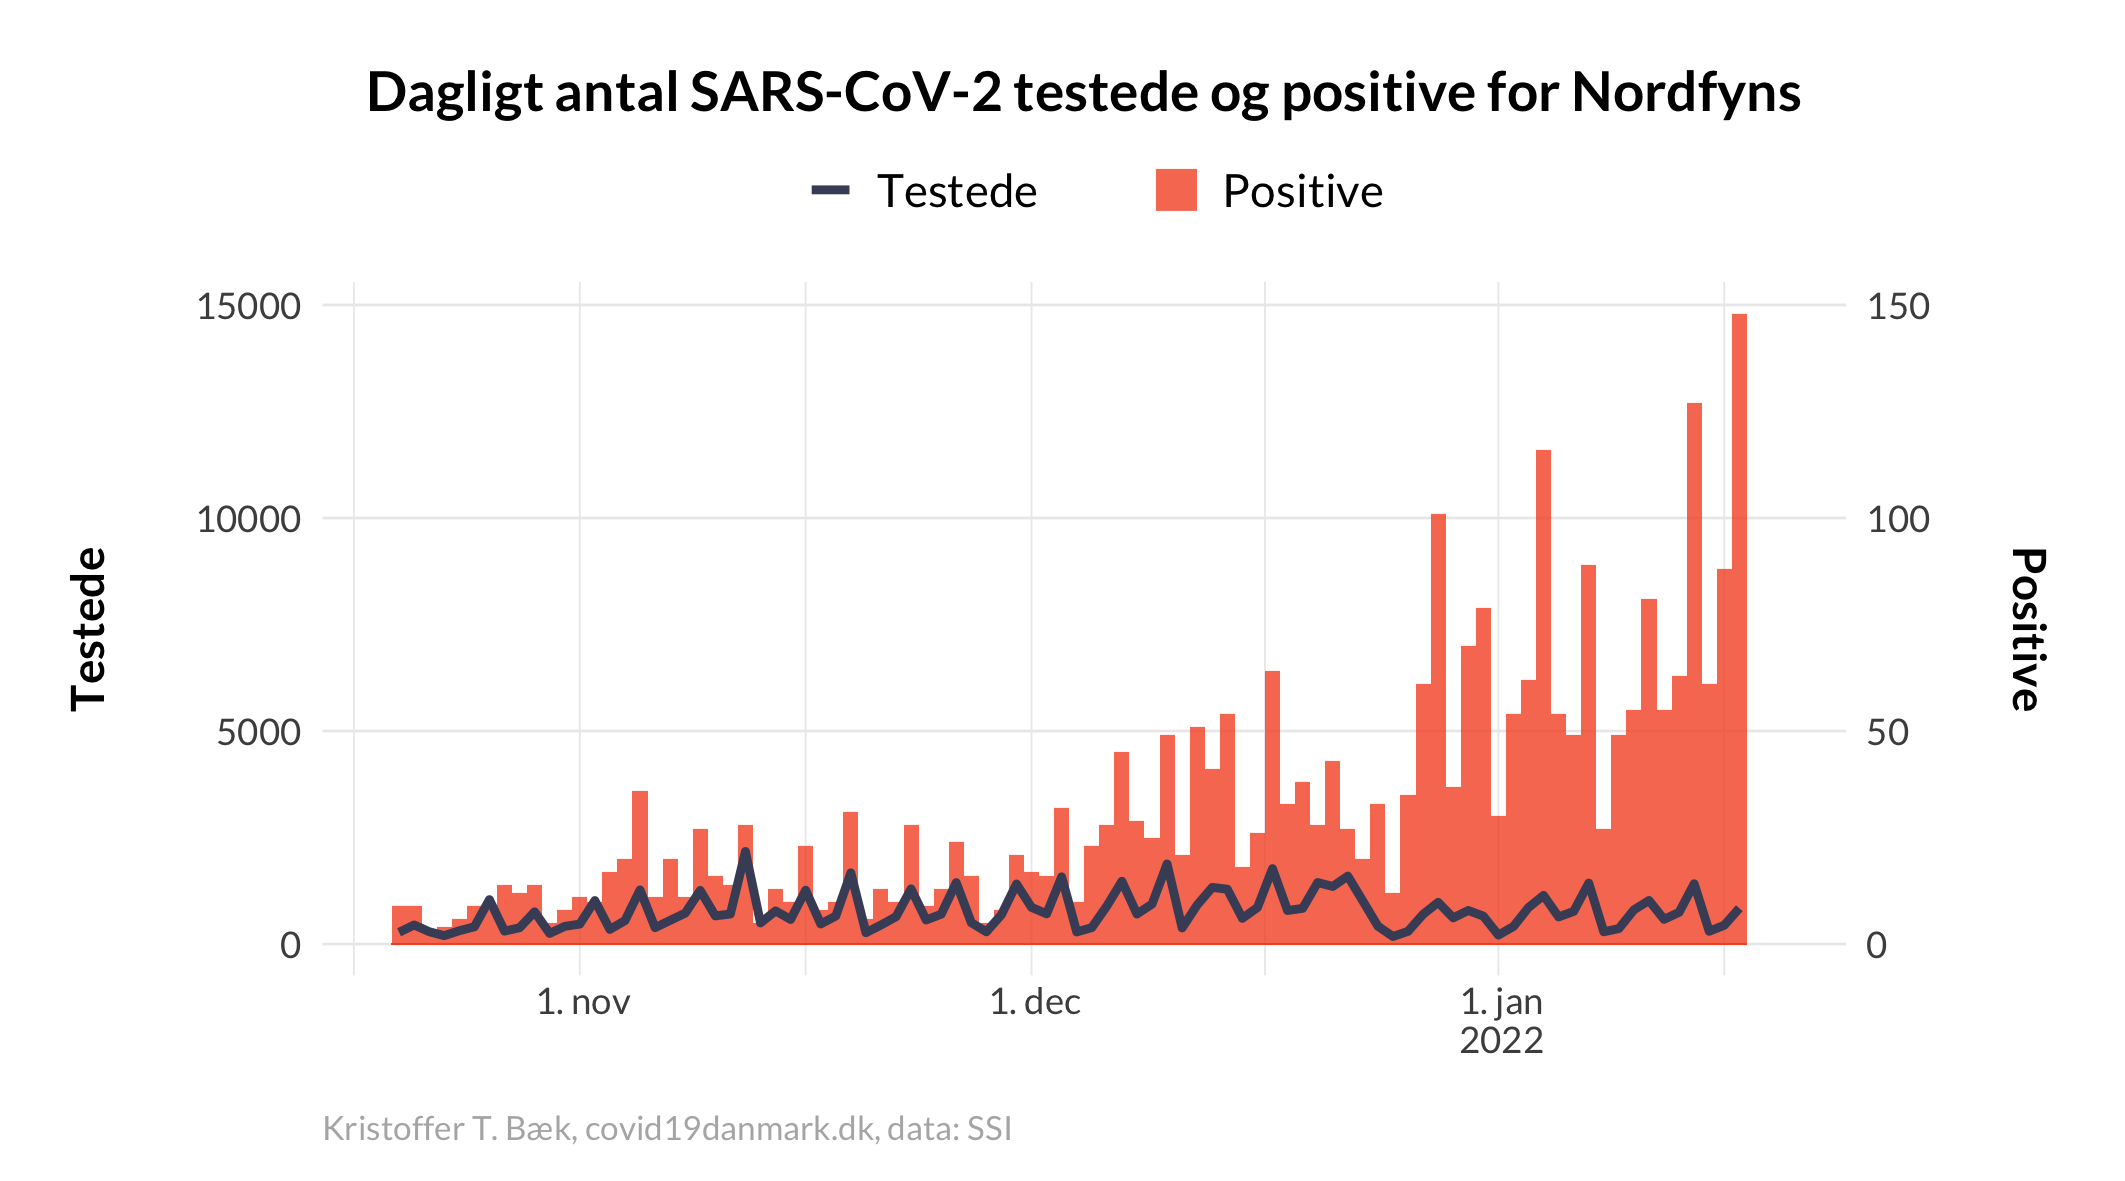 Dagligt antal SARS-CoV-2 testede og positive for Nordfyns
Testede
Positive
15000
10000
5000
0
Testede
150
100
50
0
Positive
1. nov
1. dec
1. jan
2022
Kristoffer T. Bæk, covid19danmark.dk, data: SSI